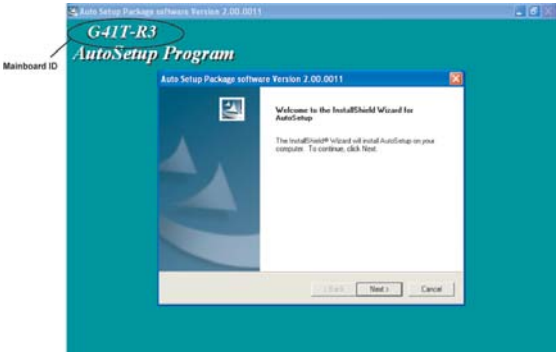 Auto Setup Package software Version 2.00.0011
G41T-R3
AutoSetup Program
Mainboard ID
Auto Setup Package software Version 2.00.0011
Welcome to the InstallShield Wizard for
AutoSetup
The InstallShield® Wizard will install AutoSetup on your
computer. To continue, click Next.
< Back
Next >
Cancel